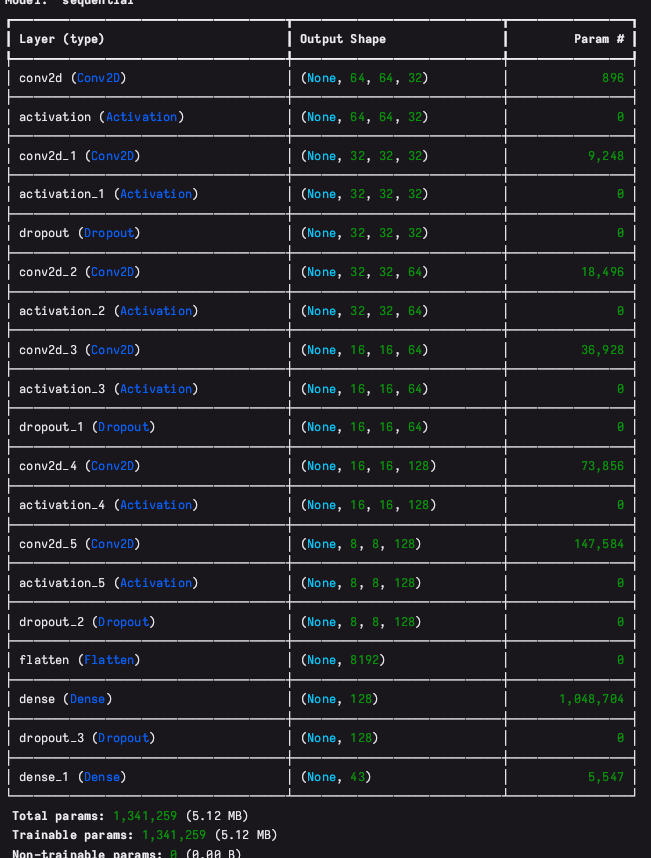 Model: "sequential"
Layer (type) Output Shape Param #
conv2d (Conv2D) (None, 64, 64, 32) 896
activation (Activation) (None, 64, 64, 32) 0
conv2d_1 (Conv2D) (None, 32, 32, 32) 9,248
activation_1 (Activation) (None, 32, 32, 32) 0
dropout (Dropout) (None, 32, 32, 32) 0
conv2d_2 (Conv2D) (None, 32, 32, 64) 18,496
activation_2 (Activation) (None, 32, 32, 64) 0
conv2d_3 (Conv2D) (None, 16, 16, 64) 36,928
activation_3 (Activation) (None, 16, 16, 64) 0
dropout_1 (Dropout) (None, 16, 16, 64) 0
conv2d_4 (Conv2D) (None, 16, 16, 128) 73,856
activation_4 (Activation) (None, 16, 16, 128) 0
conv2d_5 (Conv2D) (None, 8, 8, 128) 147,584
activation_5 (Activation) (None, 8, 8, 128) 0
dropout_2 (Dropout) (None, 8, 8, 128) 0
flatten (Flatten) (None, 8192) 0
dense (Dense) (None, 128) 1,048,704
dropout_3 (Dropout) (None, 128) 0
dense_1 (Dense) (None, 43) 5,547
Total params: 1,341,259 (5.12 MB)
Trainable params: 1,341,259 (5.12 MB)
Non-trainable params: 0 (0.00 B)